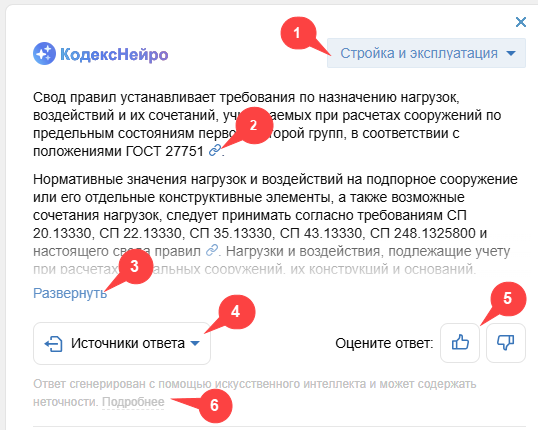 1
КодексНейро
Стройка и эксплуатация
Свод правил устанавливает требования по назначению нагрузок,
воздействий и их сочетаний, учи аемых при расчетах сооружений по
предельным состояниям перво торой групп, в соответствии с
2
положениями ГОСТ 27751 .
Нормативные значения нагрузок и воздействий на подпорное сооружение
или его отдельные конструктивные элементы, а также возможные
сочетания нагрузок, следует принимать согласно требованиям СП
20.13330, СП 22.13330, СП 35.13330, СП 43.13330, СП 248.1325800 и
настоящего свода правил . Нагрузки и воздействия, подлежащие учету
при расчетах альных сооружений, их конструкций и оснований,
3
Развернуть
4
5
Источники ответа
Оцените ответ:
Ответ сгенерирован с помощью искусственного интеллекта и может содержать
неточности. Подробнее
6